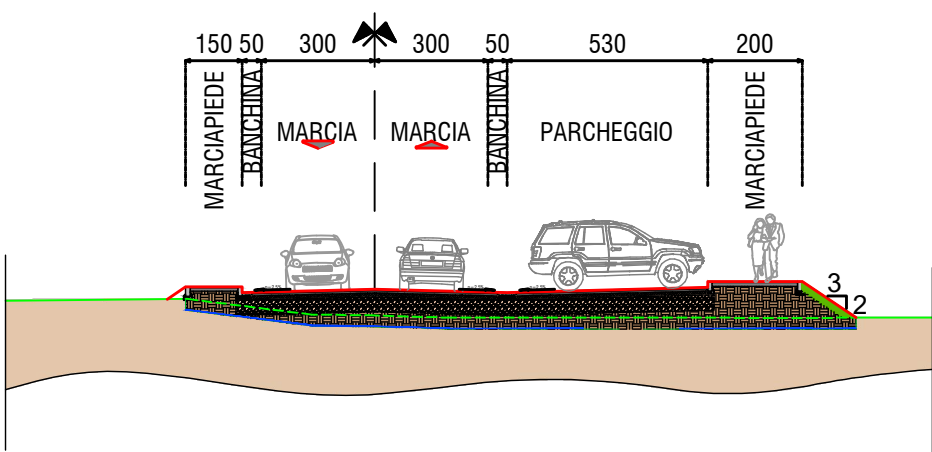 150 50 300 300 50 530 200
MARCIAPIEDE
BANCHINA
MARCIA
MARCIA
BANCHINA
PARCHEGGIO
MARCIAPIEDE
3
2